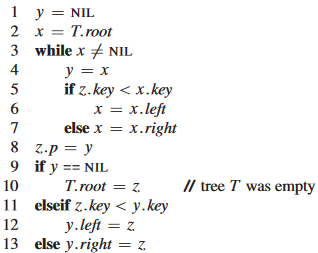 1 y = NIL
2 x = T.root
3 while x ≠ NIL
4 y = x
5 if z.key < x.key
6 x = x.left
7 else x = x.right
8 z.p = y
9 if y == NIL
10 T.root = z // tree T was empty
11 elseif z.key < y.key
12 y.left = z
13 else y.right = z